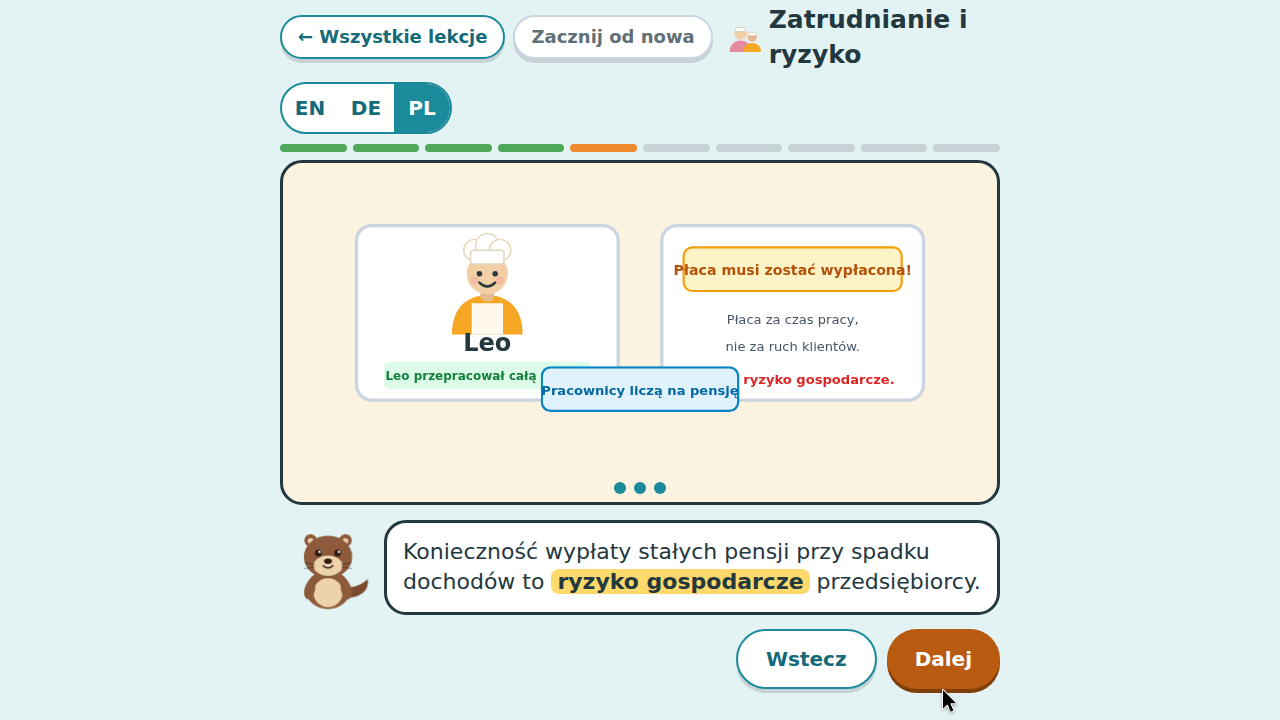 ← Wszystkie lekcje
Zacznij od nowa
Zatrudnianie i
ryzyko
EN DE PL
Leo
Leo przepracował całą
Płaca musi zostać wypłacona!
Płaca za czas pracy,
nie za ruch klientów.
ryzyko gospodarcze.
Pracownicy liczą na pensję
Konieczność wypłaty stałych pensji przy spadku
dochodów to ryzyko gospodarcze przedsiębiorcy.
Wstecz
Dalej